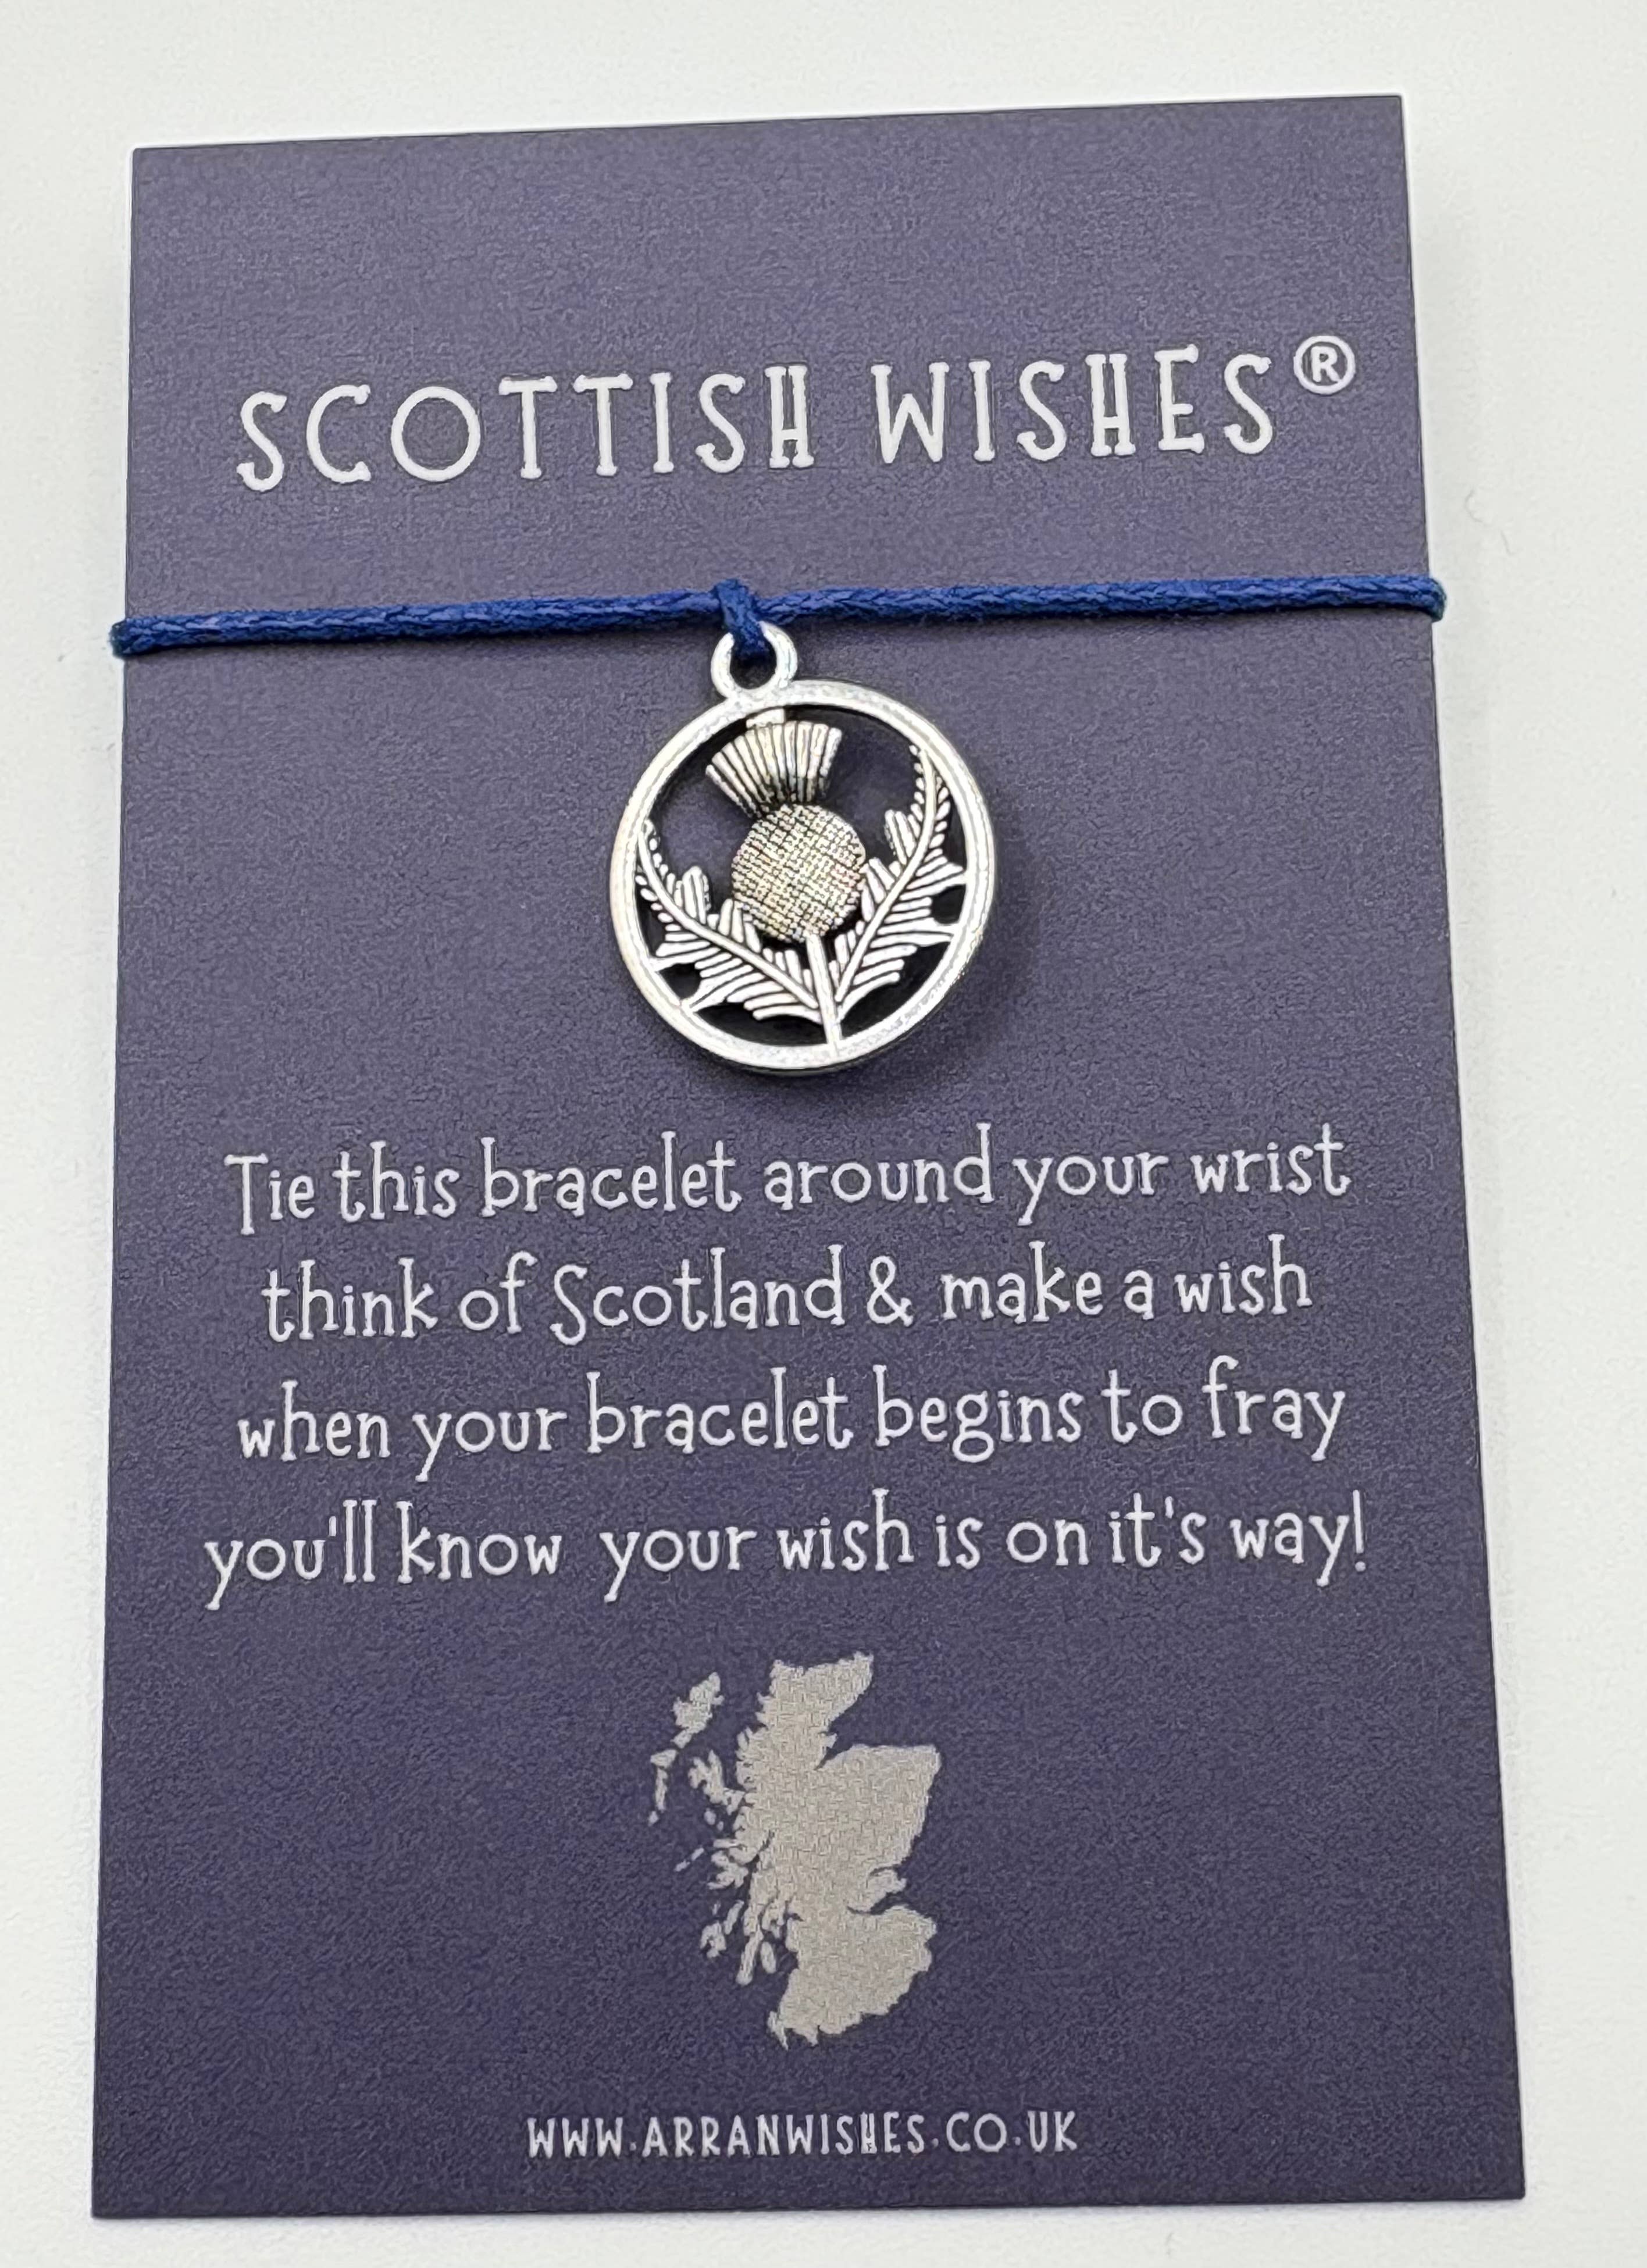 SCOTTISH WISHES®
Tie this bracelet around your wrist
think of Scotland & make a wish
when your bracelet begins to fray
you'll know your wish is on it's way!
WWW.ARRANWISHES.CO.UK